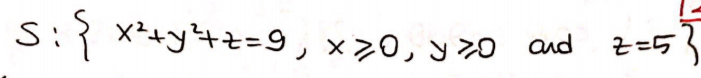 S: { x²+y²+z=9, x≥0, y≥0 and z=5}